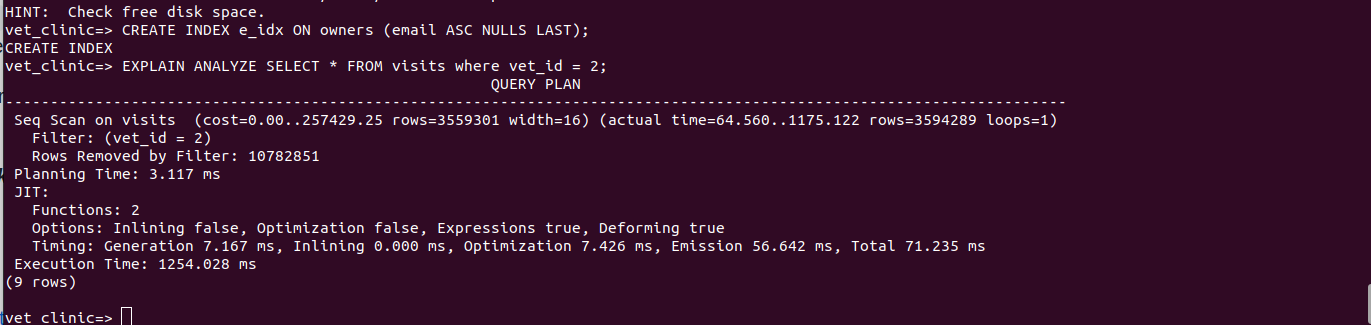 HINT:  Check free disk space.
vet_clinic=> CREATE INDEX e_idx ON owners (email ASC NULLS LAST);
CREATE INDEX
vet_clinic=> EXPLAIN ANALYZE SELECT * FROM visits where vet_id = 2;
QUERY PLAN
----------------------------------------------------------------------------------------------------------------------
Seq Scan on visits  (cost=0.00..257429.25 rows=3559301 width=16) (actual time=64.560..1175.122 rows=3594289 loops=1)
Filter: (vet_id = 2)
Rows Removed by Filter: 10782851
Planning Time: 3.117 ms
JIT:
Functions: 2
Options: Inlining false, Optimization false, Expressions true, Deforming true
Timing: Generation 7.167 ms, Inlining 0.000 ms, Optimization 7.426 ms, Emission 56.642 ms, Total 71.235 ms
Execution Time: 1254.028 ms
(9 rows)
vet_clinic=>